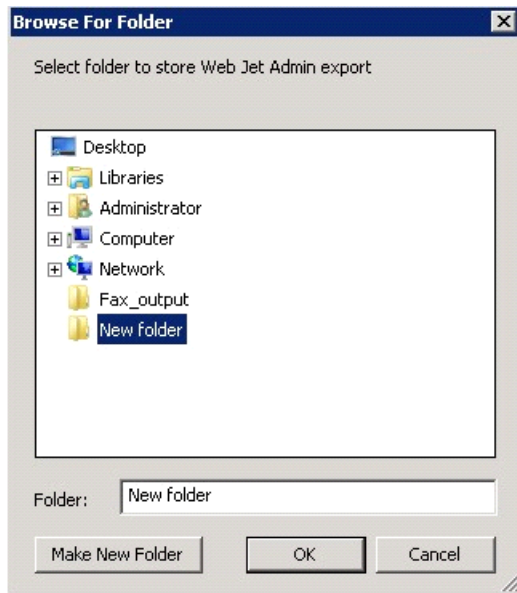 Browse For Folder
Select folder to store Web Jet Admin export
Desktop
Libraries
Administrator
Computer
Network
Fax_output
New folder
Folder: New folder
Make New Folder OK Cancel